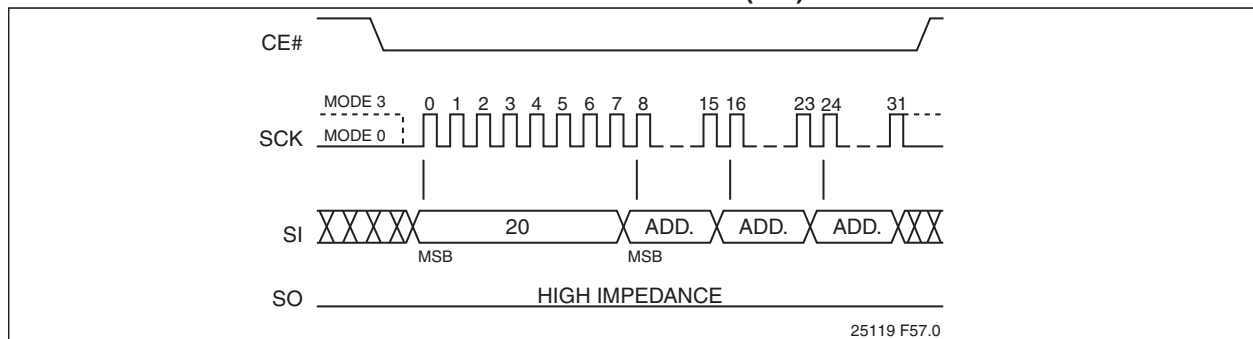 CE#
MODE 3
0 1 2 3 4 5 6 7 8 15 16 23 24 31
SCK
MODE 0
SI
20 ADD. ADD. ADD.
MSB MSB
SO
HIGH IMPEDANCE
25119 F57.0